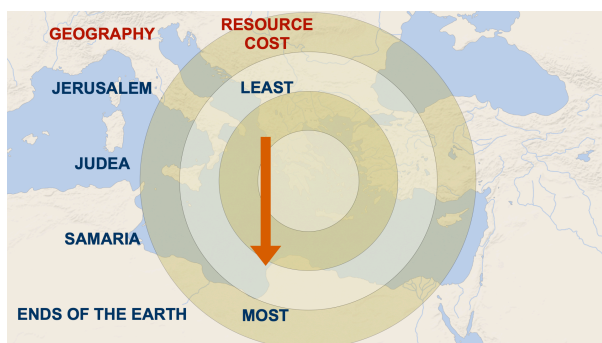 GEOGRAPHY
RESOURCE
COST
JERUSALEM
LEAST
JUDEA
SAMARIA
ENDS OF THE EARTH
MOST